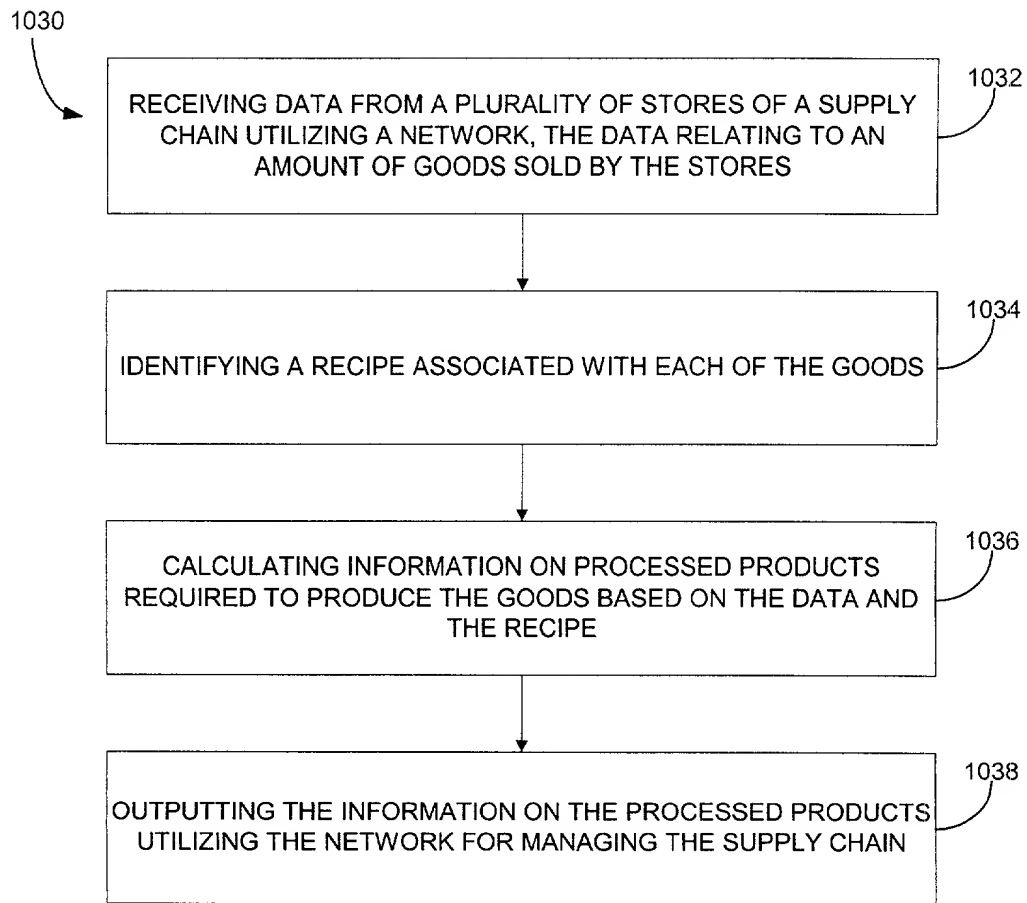 1030
1032
RECEIVING DATA FROM A PLURALITY OF STORES OF A SUPPLY
CHAIN UTILIZING A NETWORK, THE DATA RELATING TO AN
AMOUNT OF GOODS SOLD BY THE STORES
1034
IDENTIFYING A RECIPE ASSOCIATED WITH EACH OF THE GOODS
1036
CALCULATING INFORMATION ON PROCESSED PRODUCTS
REQUIRED TO PRODUCE THE GOODS BASED ON THE DATA AND
THE RECIPE
1038
OUTPUTTING THE INFORMATION ON THE PROCESSED PRODUCTS
UTILIZING THE NETWORK FOR MANAGING THE SUPPLY CHAIN